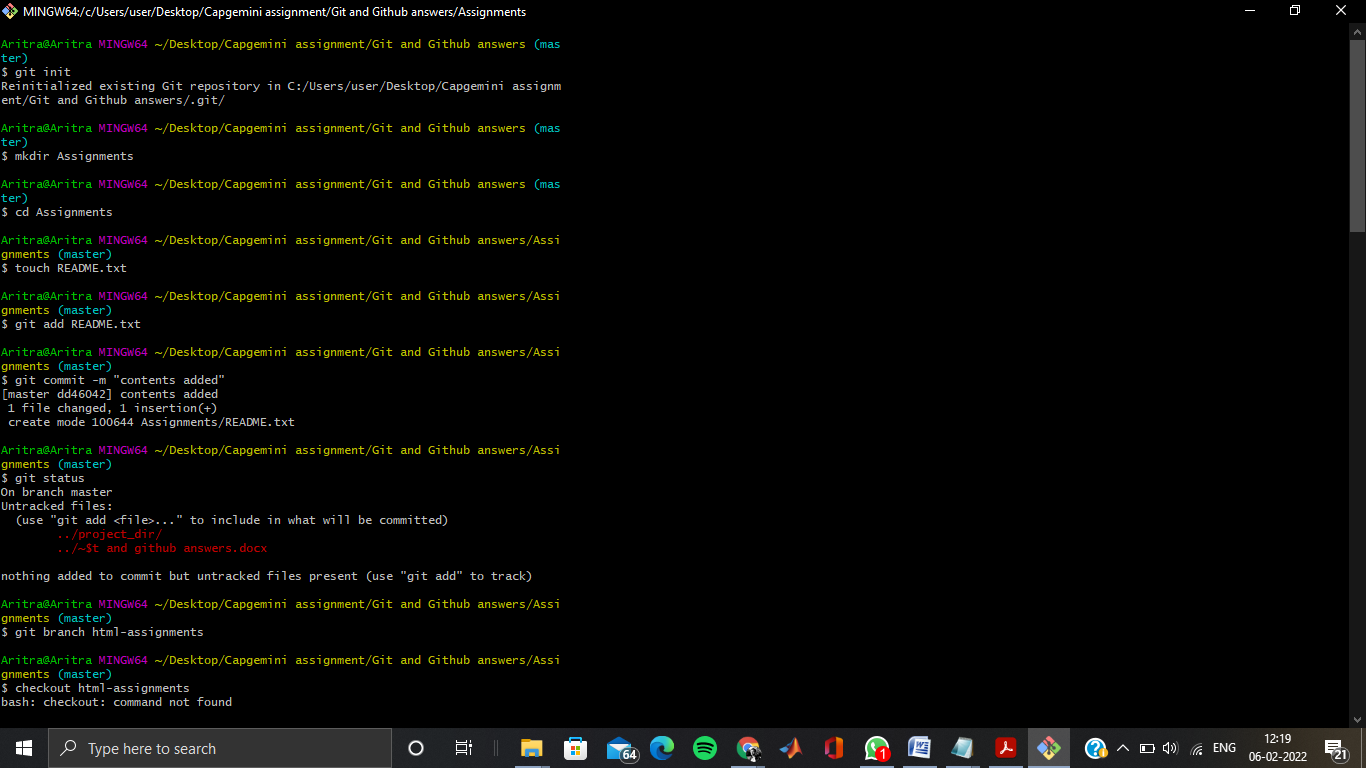 MINGW64:/c/Users/user/Desktop/Capgemini assignment/Git and Github answers/Assignments
Aritra@Aritra MINGW64 ~/Desktop/Capgemini assignment/Git and Github answers (mas
ter)
$ git init
Reinitialized existing Git repository in C:/Users/user/Desktop/Capgemini assignm
ent/Git and Github answers/.git/
Aritra@Aritra MINGW64 ~/Desktop/Capgemini assignment/Git and Github answers (mas
ter)
$ mkdir Assignments
Aritra@Aritra MINGW64 ~/Desktop/Capgemini assignment/Git and Github answers (mas
ter)
$ cd Assignments
Aritra@Aritra MINGW64 ~/Desktop/Capgemini assignment/Git and Github answers/Assi
gnments (master)
$ touch README.txt
Aritra@Aritra MINGW64 ~/Desktop/Capgemini assignment/Git and Github answers/Assi
gnments (master)
$ git add README.txt
Aritra@Aritra MINGW64 ~/Desktop/Capgemini assignment/Git and Github answers/Assi
gnments (master)
$ git commit -m "contents added"
[master dd46042] contents added
 1 file changed, 1 insertion(+)
 create mode 100644 Assignments/README.txt
Aritra@Aritra MINGW64 ~/Desktop/Capgemini assignment/Git and Github answers/Assi
gnments (master)
$ git status
On branch master
Untracked files:
  (use "git add <file>..." to include in what will be committed)
        ../project_dir/
        ../~$t and github answers.docx
nothing added to commit but untracked files present (use "git add" to track)
Aritra@Aritra MINGW64 ~/Desktop/Capgemini assignment/Git and Github answers/Assi
gnments (master)
$ git branch html-assignments
Aritra@Aritra MINGW64 ~/Desktop/Capgemini assignment/Git and Github answers/Assi
gnments (master)
$ checkout html-assignments
bash: checkout: command not found
Type here to search
64
1
ENG
12:19
06-02-2022
21